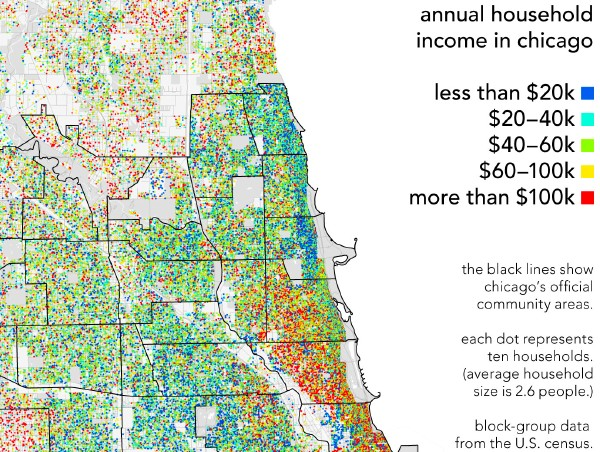 annual household
income in chicago
less than $20k
$20–40k
$40–60k
$60–100k
more than $100k
the black lines show
chicago's official
community areas.
each dot represents
ten households.
(average household
size is 2.6 people.)
block-group data
from the U.S. census.